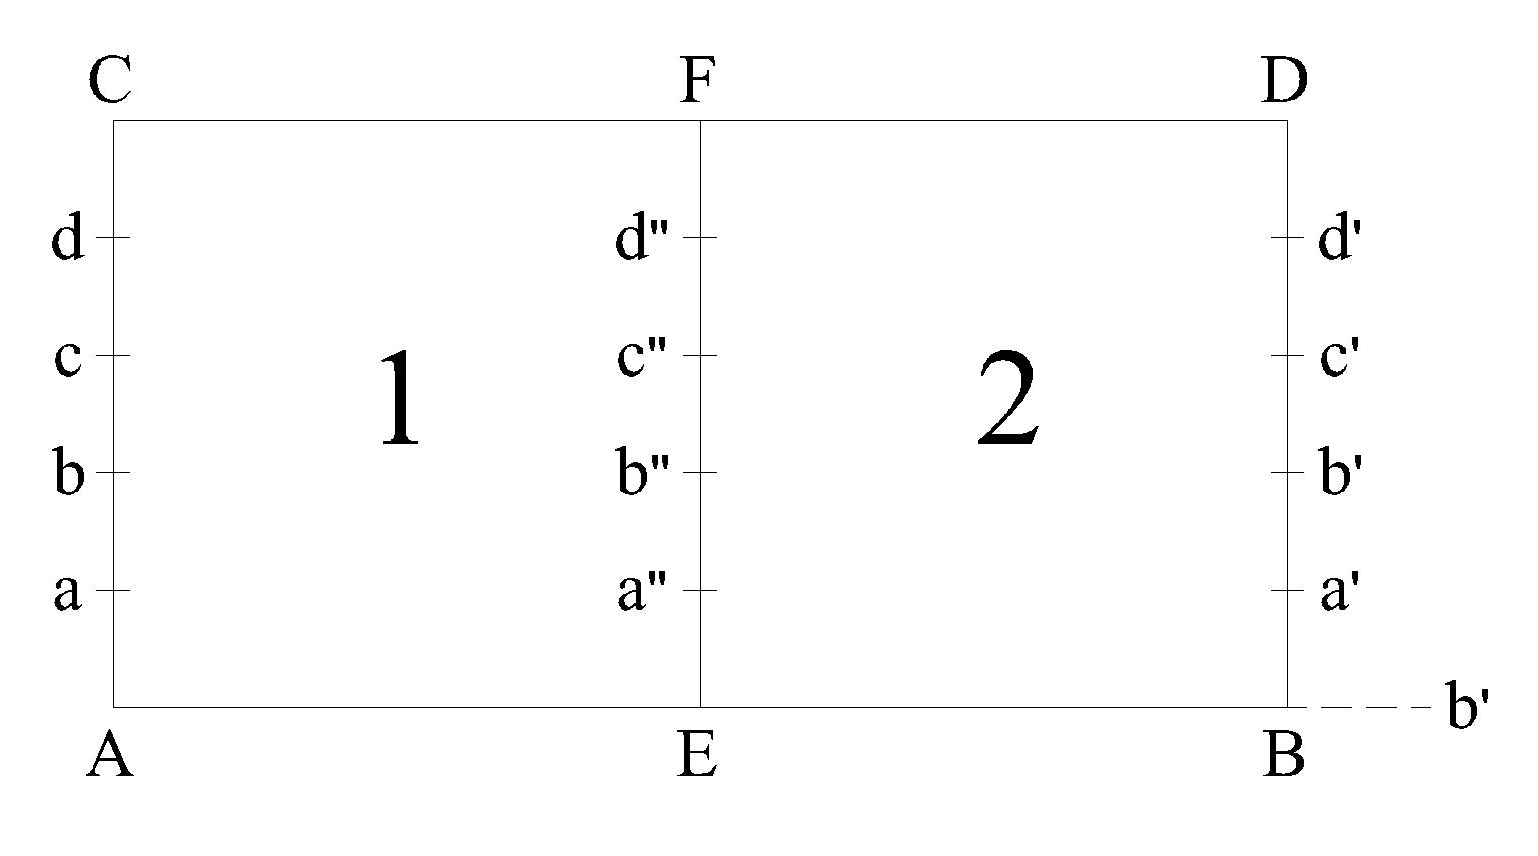 C F D
d d" d'
c c" c'
1 2
b b" b'
a a" a'
b'
A E B